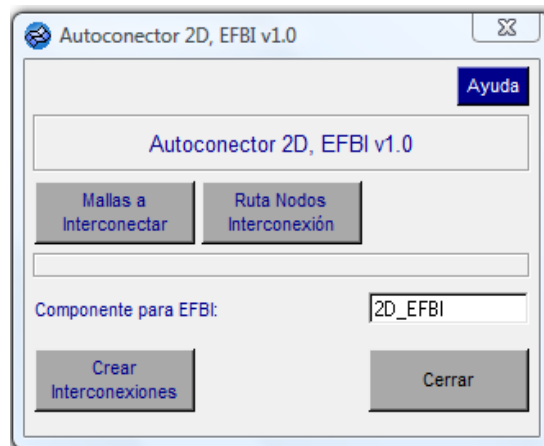 Autoconector 2D, EFBI v1.0
Ayuda
Autoconector 2D, EFBI v1.0
Mallas a
Interconectar
Ruta Nodos
Interconexión
Componente para EFBI:
2D_EFBI
Crear
Interconexiones
Cerrar